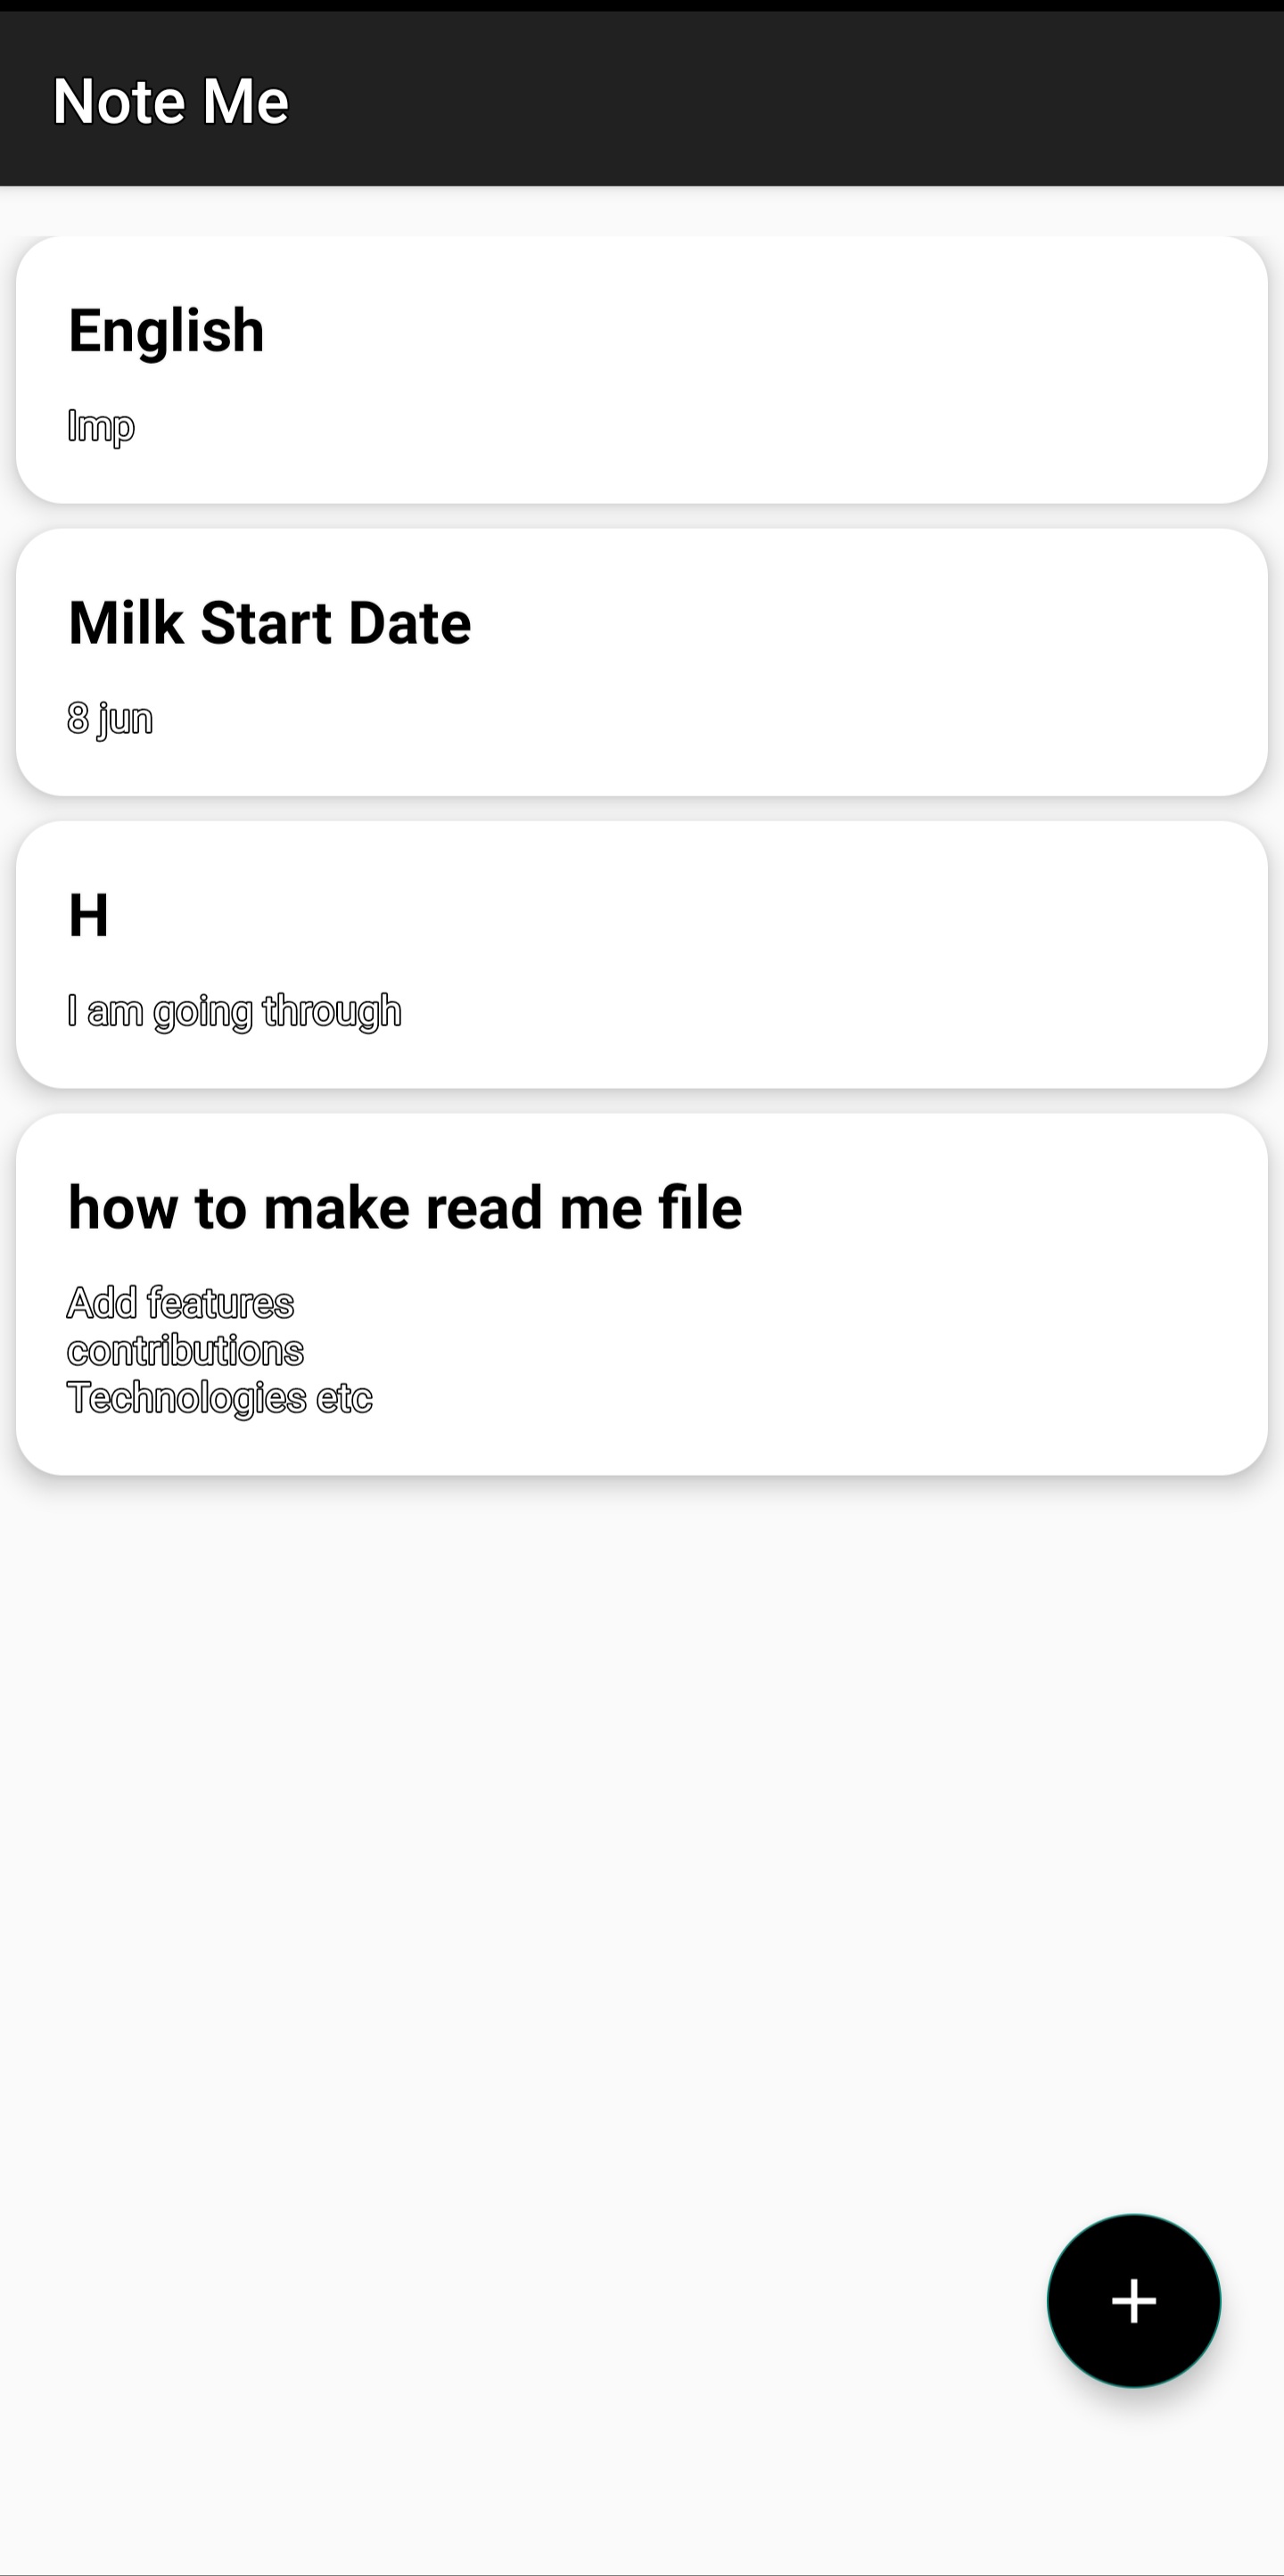 Note Me
English
Imp
Milk Start Date
8 jun
H
I am going through
how to make read me file
Add features
contributions
Technologies etc